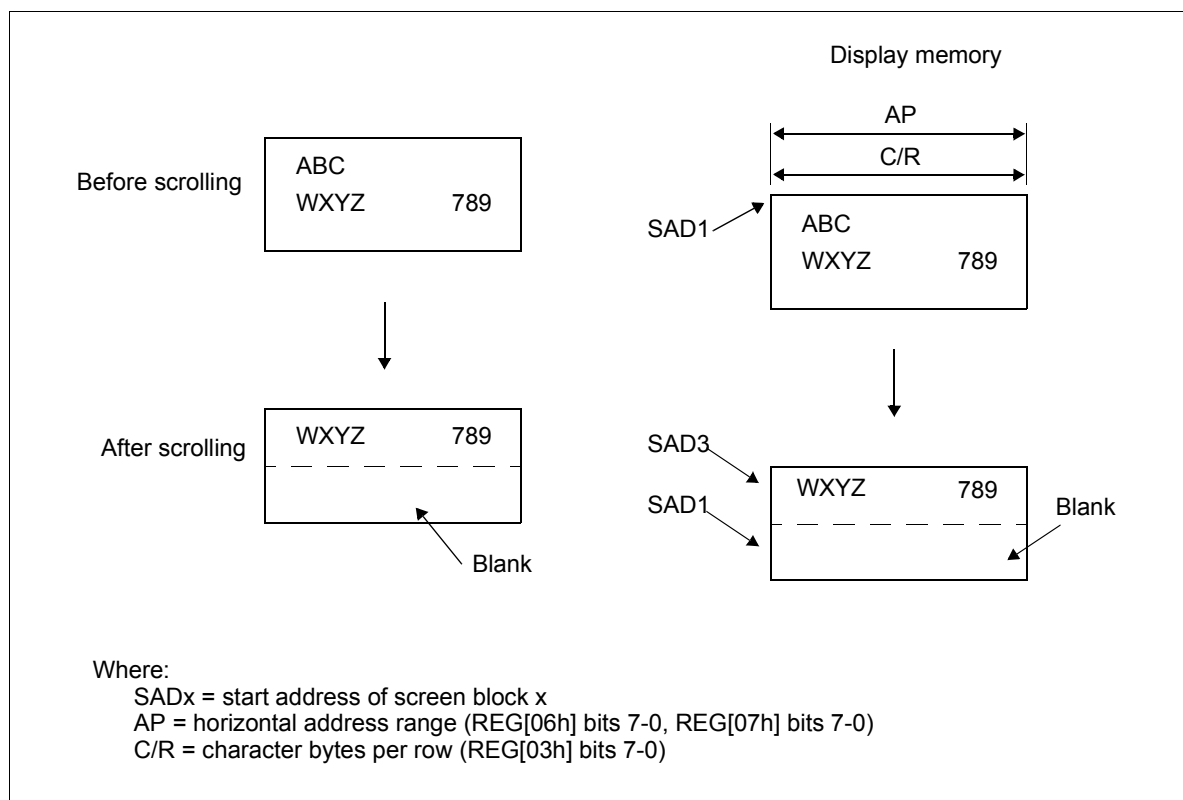 Display memory
AP
C/R
Before scrolling
ABC
WXYZ 789
SAD1
ABC
WXYZ 789
After scrolling
WXYZ 789
Blank
SAD3
SAD1
WXYZ 789
Blank
Where:
SADx = start address of screen block x
AP = horizontal address range (REG[06h] bits 7-0, REG[07h] bits 7-0)
C/R = character bytes per row (REG[03h] bits 7-0)